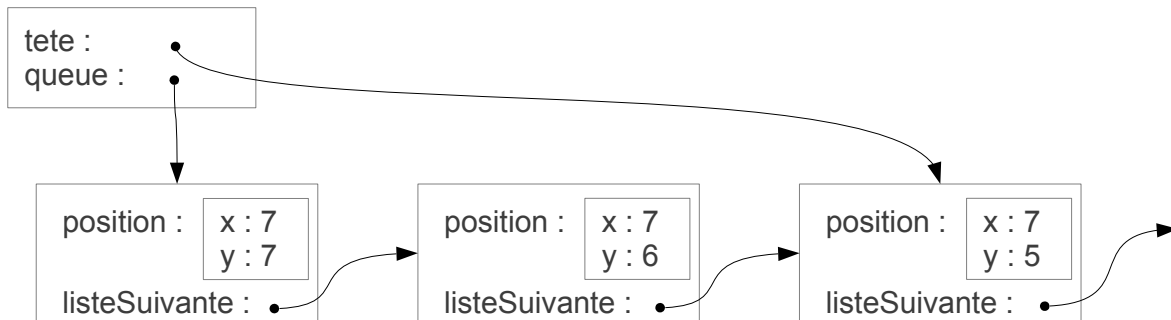 tete :
queue :
position : x : 7
y : 7
listeSuivante :
position : x : 7
y : 6
listeSuivante :
position : x : 7
y : 5
listeSuivante :